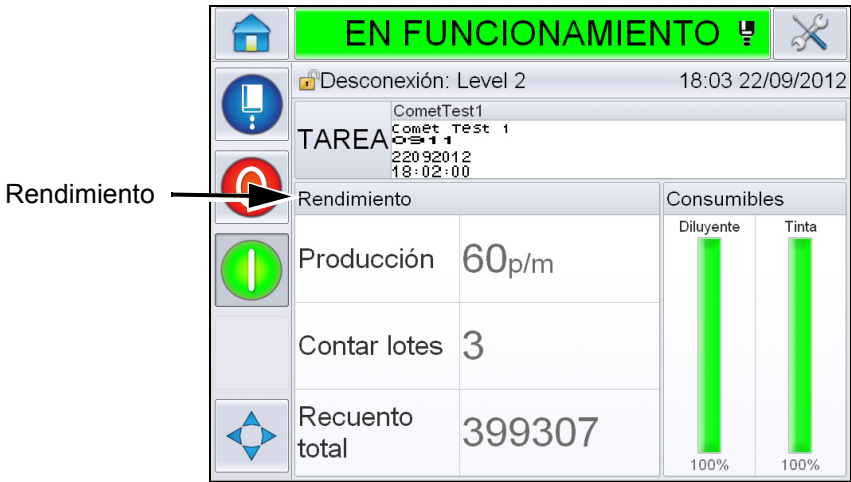 EN FUNCIONAMIENTO
Desconexión: Level 2 18:03 22/09/2012
CometTest1
TAREA
Comet Test 1
0911
22092012
18:02:00
Rendimiento
Rendimiento
Consumibles
Producción 60p/m
Contar lotes 3
Recuento
total
399307
Diluyente Tinta
100% 100%